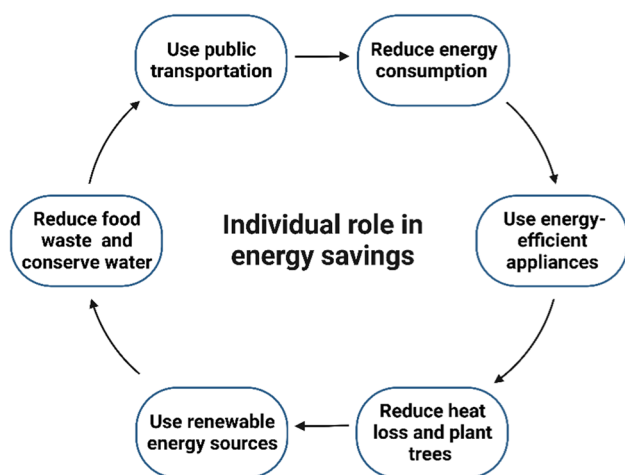 Use public
transportation
Reduce energy
consumption
Use energy-
efficient
appliances
Reduce heat
loss and plant
trees
Use renewable
energy sources
Reduce food
waste and
conserve water
Individual role in
energy savings